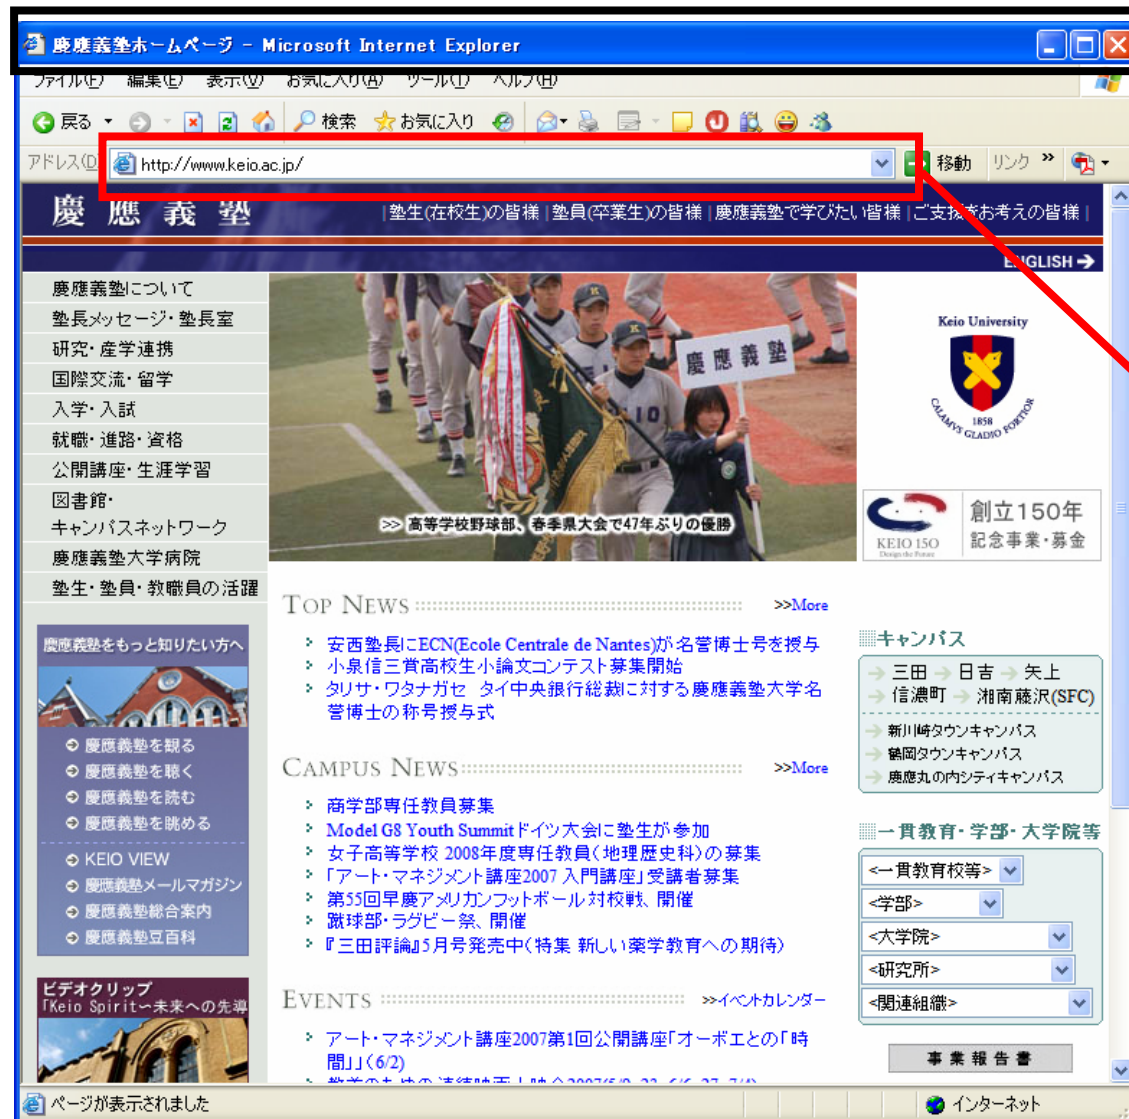 慶應義塾ホームページ - Microsoft Internet Explorer
ファイル(F) 編集(E) 表示(V) お気に入り(A) ツール(T) ヘルプ(H)
戻る 検索 お気に入り
アドレス(D) http://www.keio.ac.jp/ 移動 リンク »
慶應義塾 |塾生(在校生)の皆様|塾員(卒業生)の皆様|慶應義塾で学びたい皆様|ご支援をお考えの皆様|
ENGLISH
慶應義塾について
塾長メッセージ・塾長室
研究・産学連携
国際交流・留学
入学・入試
就職・進路・資格
公開講座・生涯学習
図書館・
キャンパスネットワーク
慶應義塾大学病院
塾生・塾員・教職員の活躍
慶應義塾
>> 高等学校野球部、春季県大会で47年ぶりの優勝
Keio University
1858
CALAMVS GLADIO FORTIOR
KEIO 150
Design the Future
創立150年
記念事業・募金
慶應義塾をもっと知りたい方へ
慶應義塾を観る
慶應義塾を聴く
慶應義塾を読む
慶應義塾を眺める
KEIO VIEW
慶應義塾メールマガジン
慶應義塾総合案内
慶應義塾豆百科
ビデオクリップ
「Keio Spirit～未来への先導
TOP NEWS >>More
安西塾長にECN(Ecole Centrale de Nantes)が名誉博士号を授与
小泉信三賞高校生小論文コンテスト募集開始
タリサ・ワタナガセ タイ中央銀行総裁に対する慶應義塾大学名
誉博士の称号授与式
CAMPUS NEWS >>More
商学部専任教員募集
Model G8 Youth Summitドイツ大会に塾生が参加
女子高等学校 2008年度専任教員(地理歴史科)の募集
「アート・マネジメント講座2007 入門講座」受講者募集
第55回早慶アメリカンフットボール対校戦、開催
蹴球部・ラグビー祭、開催
『三田評論』5月号発売中(特集 新しい薬学教育への期待)
EVENTS >>イベントカレンダー
アート・マネジメント講座2007第1回公開講座「オーボエとの「時
間」」(6/2)
キャンパス
三田 日吉 矢上
信濃町 湘南藤沢(SFC)
新川崎タウンキャンパス
鶴岡タウンキャンパス
慶應丸の内シティキャンパス
一貫教育・学部・大学院等
<一貫教育校等>
<学部>
<大学院>
<研究所>
<関連組織>
事業報告書
ページが表示されました インターネット